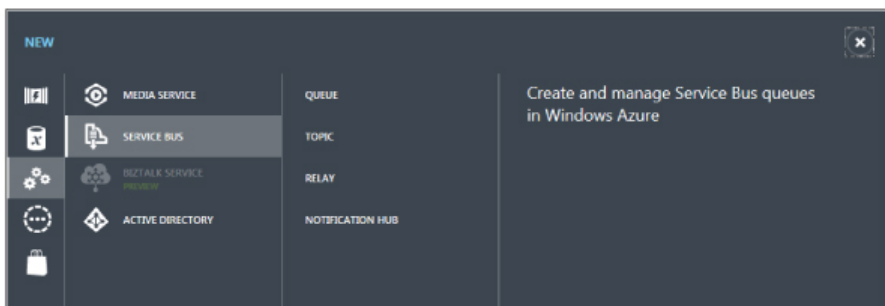 NEW
MEDIA SERVICE
SERVICE BUS
BIZTALK SERVICE
PREVIEW
ACTIVE DIRECTORY
QUEUE
TOPIC
RELAY
NOTIFICATION HUB
Create and manage Service Bus queues
in Windows Azure